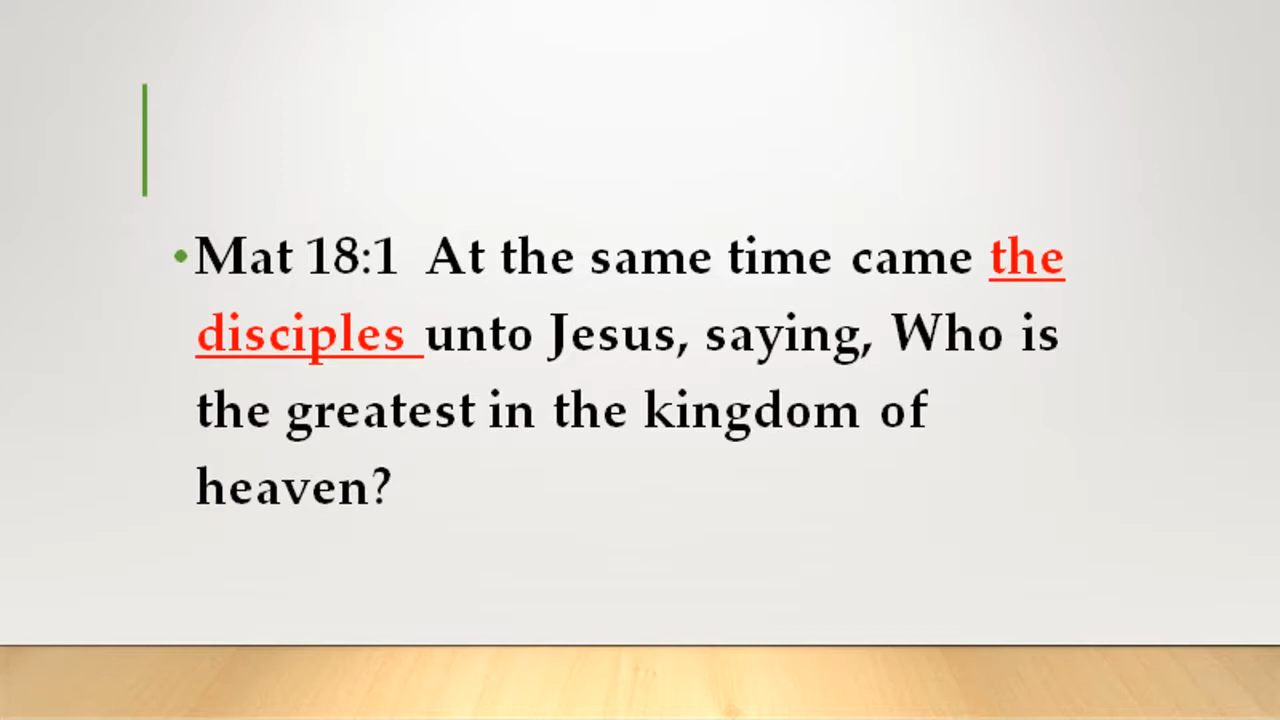 •Mat 18:1  At the same time came the
disciples unto Jesus, saying, Who is
the greatest in the kingdom of
heaven?